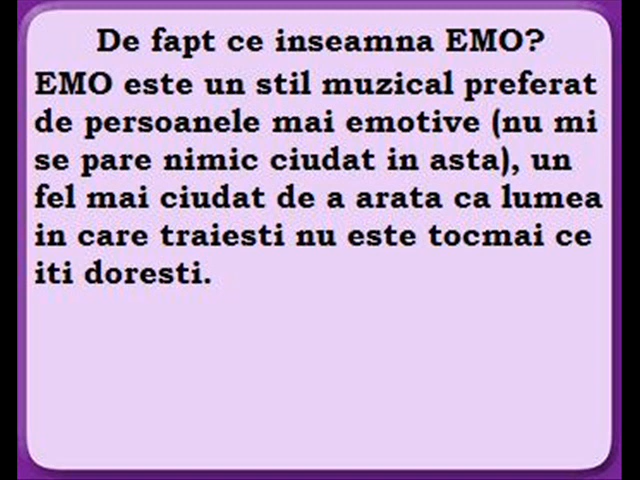 De fapt ce inseamna EMO?
EMO este un stil muzical preferat
de persoanele mai emotive (nu mi
se pare nimic ciudat in asta), un
fel mai ciudat de a arata ca lumea
in care traiesti nu este tocmai ce
iti doresti.